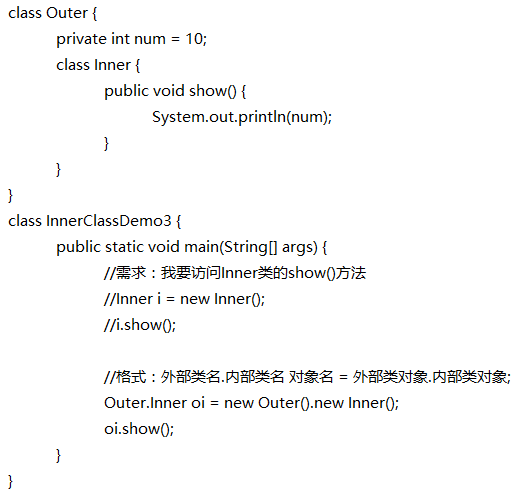 class Outer {
private int num = 10;
class Inner {
public void show() {
System.out.println(num);
}
}
}
class InnerClassDemo3 {
public static void main(String[] args) {
//需求：我要访问Inner类的show()方法
//Inner i = new Inner();
//i.show();
//格式：外部类名.内部类名 对象名 = 外部类对象.内部类对象;
Outer.Inner oi = new Outer().new Inner();
oi.show();
}
}